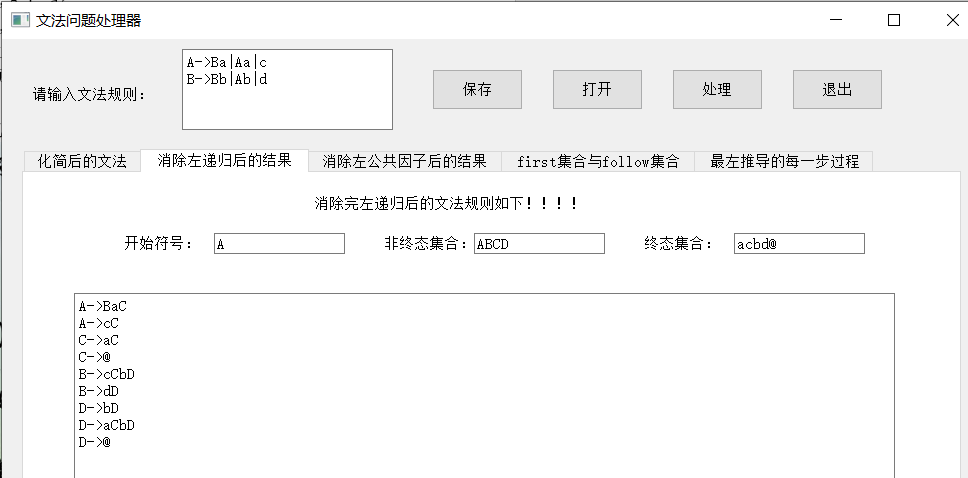 文法问题处理器
请输入文法规则：
A->Ba|Aa|c
B->Bb|Ab|d
保存 打开 处理 退出
化简后的文法 消除左递归后的结果 消除左公共因子后的结果 first集合与follow集合 最左推导的每一步过程
消除完左递归后的文法规则如下！！！！
开始符号： A 非终态集合： ABCD 终态集合： acbd@
A->BaC
A->cC
C->aC
C->@
B->cCbD
B->dD
D->bD
D->aCbD
D->@